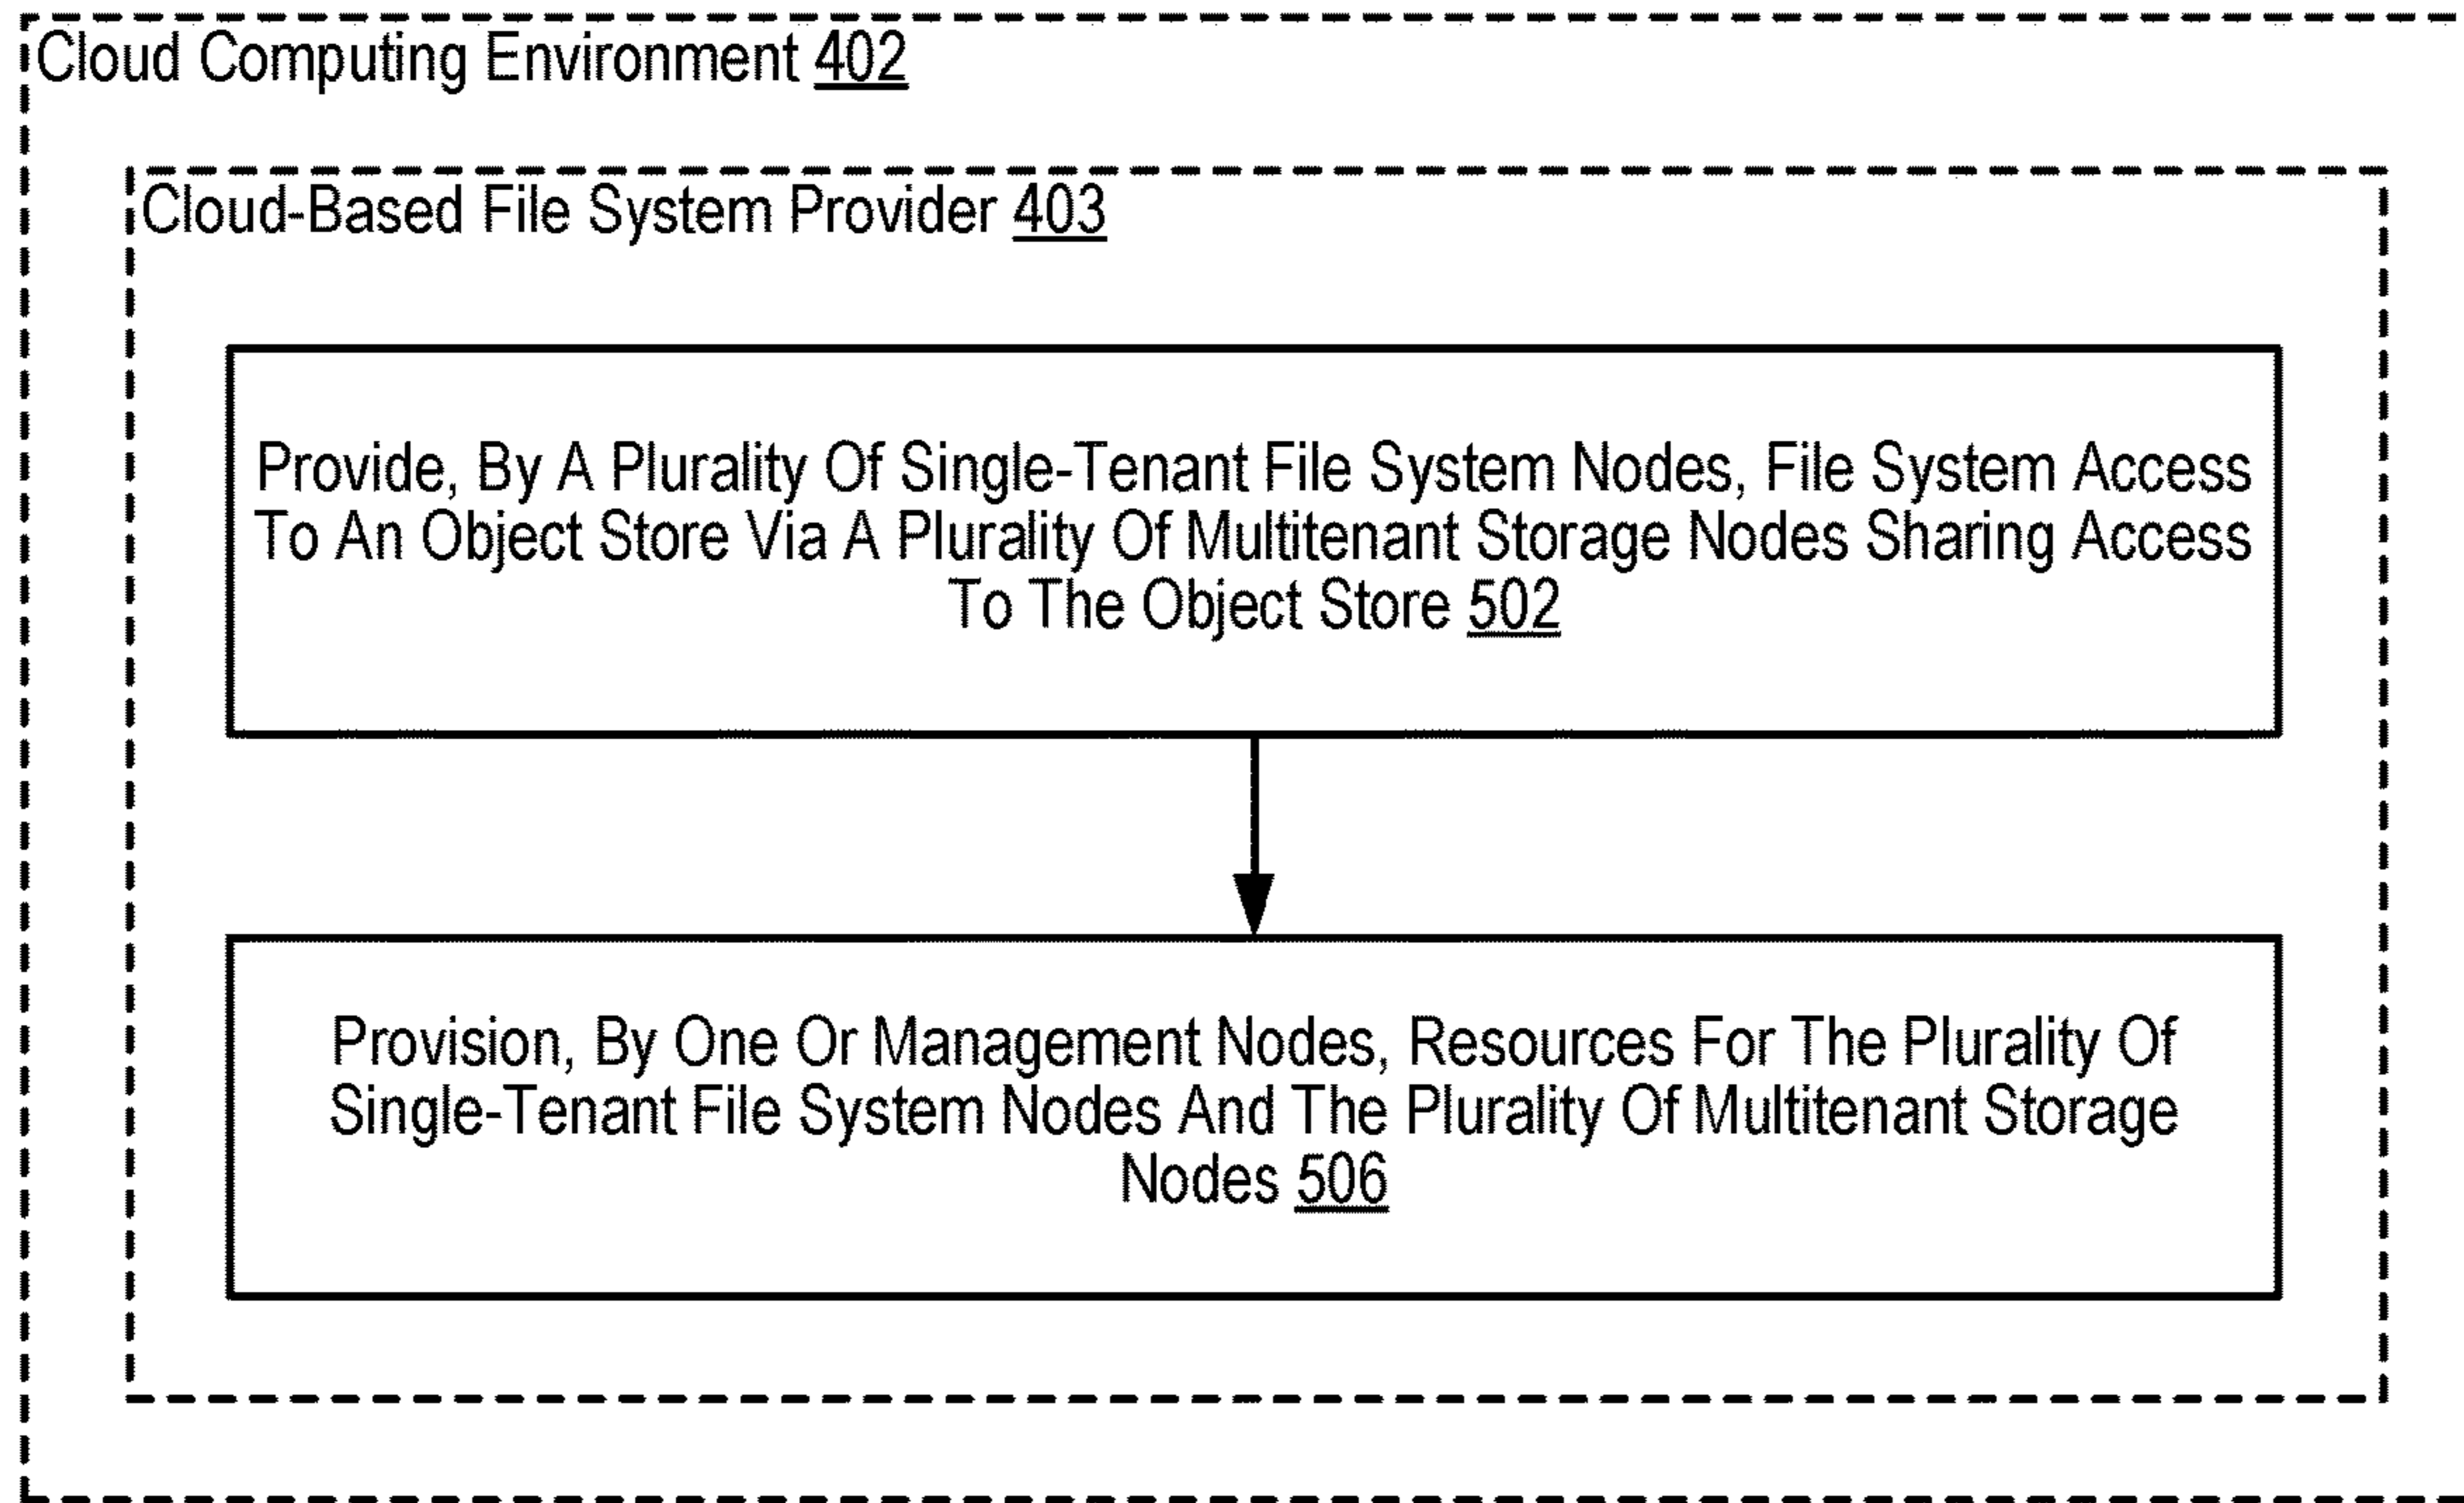 Cloud Computing Environment 402
Cloud-Based File System Provider 403
Provide, By A Plurality Of Single-Tenant File System Nodes, File System Access
To An Object Store Via A Plurality Of Multitenant Storage Nodes Sharing Access
To The Object Store 502
Provision, By One Or Management Nodes, Resources For The Plurality Of
Single-Tenant File System Nodes And The Plurality Of Multitenant Storage
Nodes 506